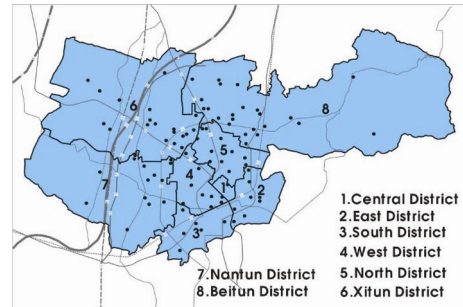 6
8
5
7
4
1
2
3
1.Central District
2.East District
3.South District
4.West District
7.Nantun District
5.North District
8.Beitun District
6.Xitun District